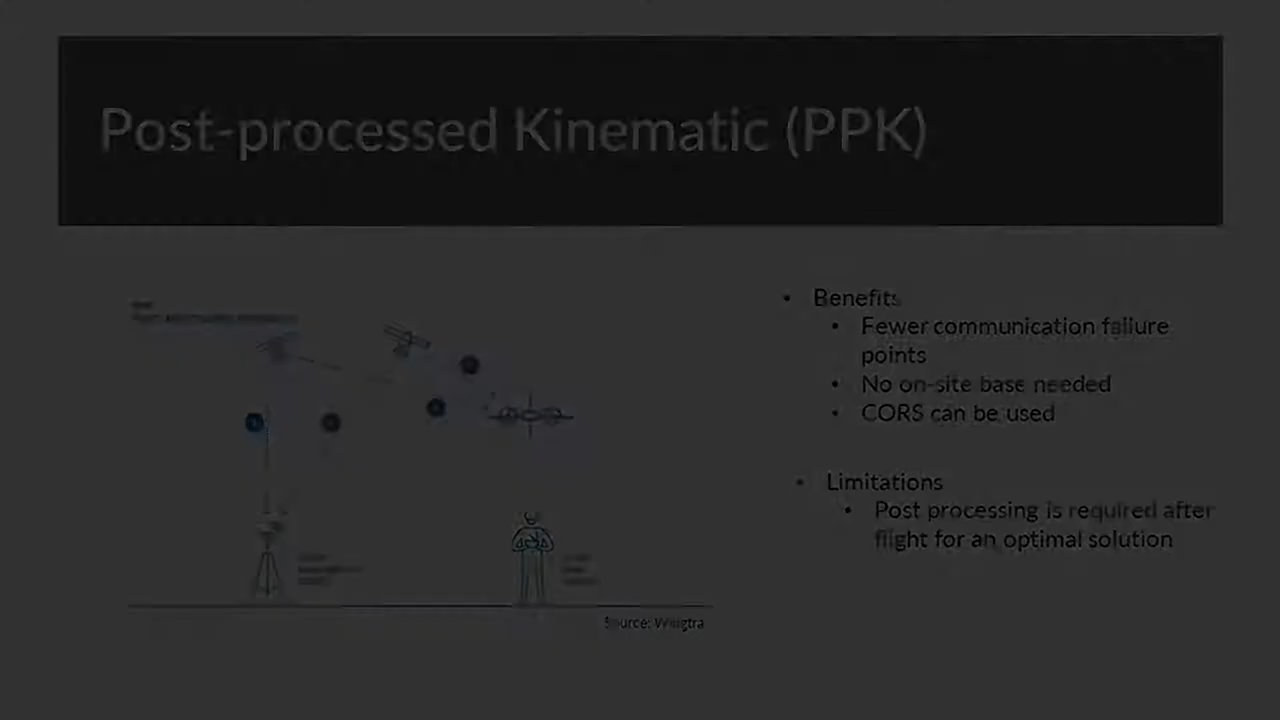 Post-processed Kinematic (PPK)
• Benefits
• Fewer communication failure
points
• No on-site base needed
• CORS can be used
• Limitations
• Post processing is required after
flight for an optimal solution
Source: Wingtra